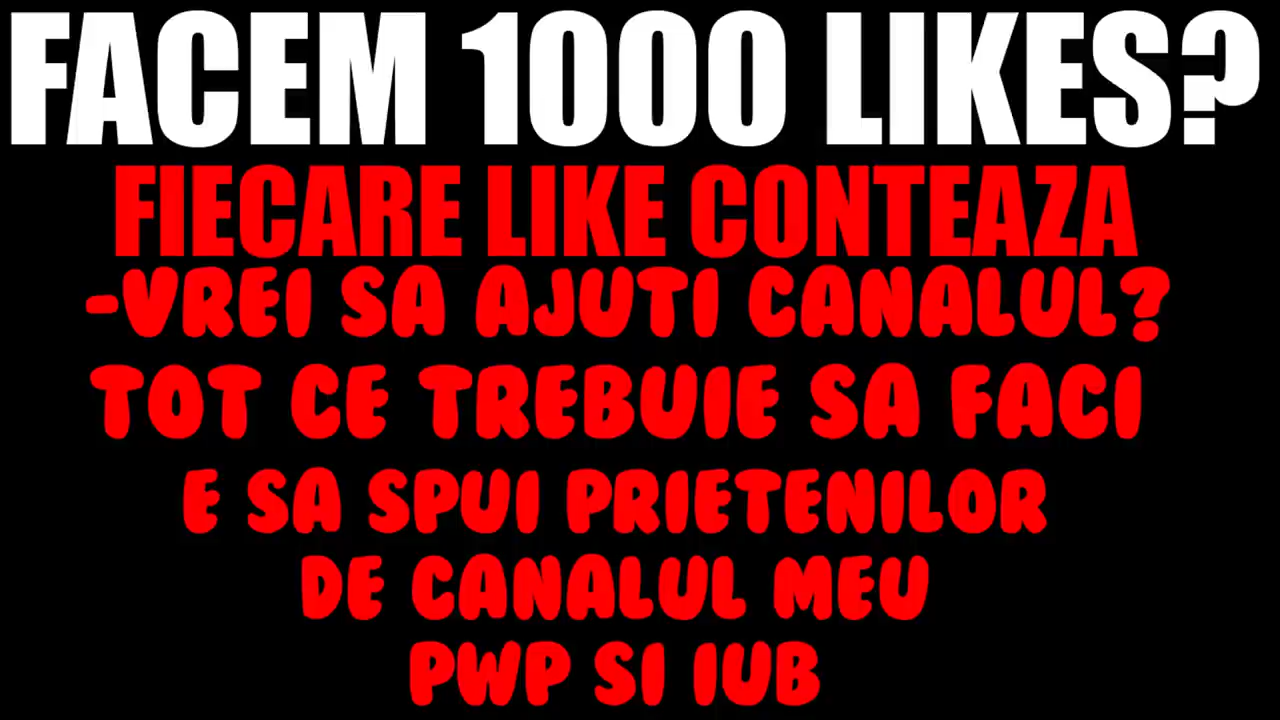 FACEM 1000 LIKES?
FIECARE LIKE CONTEAZA
-VREI SA AJUTI CANALUL?
TOT CE TREBUIE SA FACI
E SA SPUI PRIETENILOR
DE CANALUL MEU
PWP SI IUB